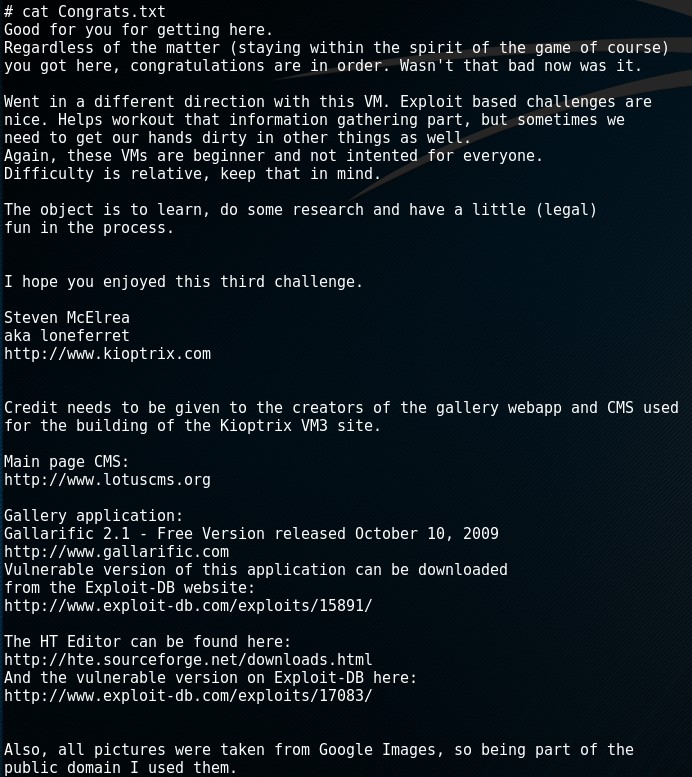 # cat Congrats.txt
Good for you for getting here.
Regardless of the matter (staying within the spirit of the game of course)
you got here, congratulations are in order. Wasn't that bad now was it.
Went in a different direction with this VM. Exploit based challenges are
nice. Helps workout that information gathering part, but sometimes we
need to get our hands dirty in other things as well.
Again, these VMs are beginner and not intented for everyone.
Difficulty is relative, keep that in mind.
The object is to learn, do some research and have a little (legal)
fun in the process.
I hope you enjoyed this third challenge.
Steven McElrea
aka loneferret
http://www.kioptrix.com
Credit needs to be given to the creators of the gallery webapp and CMS used
for the building of the Kioptrix VM3 site.
Main page CMS:
http://www.lotuscms.org
Gallery application:
Gallarific 2.1 - Free Version released October 10, 2009
http://www.gallarific.com
Vulnerable version of this application can be downloaded
from the Exploit-DB website:
http://www.exploit-db.com/exploits/15891/
The HT Editor can be found here:
http://hte.sourceforge.net/downloads.html
And the vulnerable version on Exploit-DB here:
http://www.exploit-db.com/exploits/17083/
Also, all pictures were taken from Google Images, so being part of the
public domain I used them.